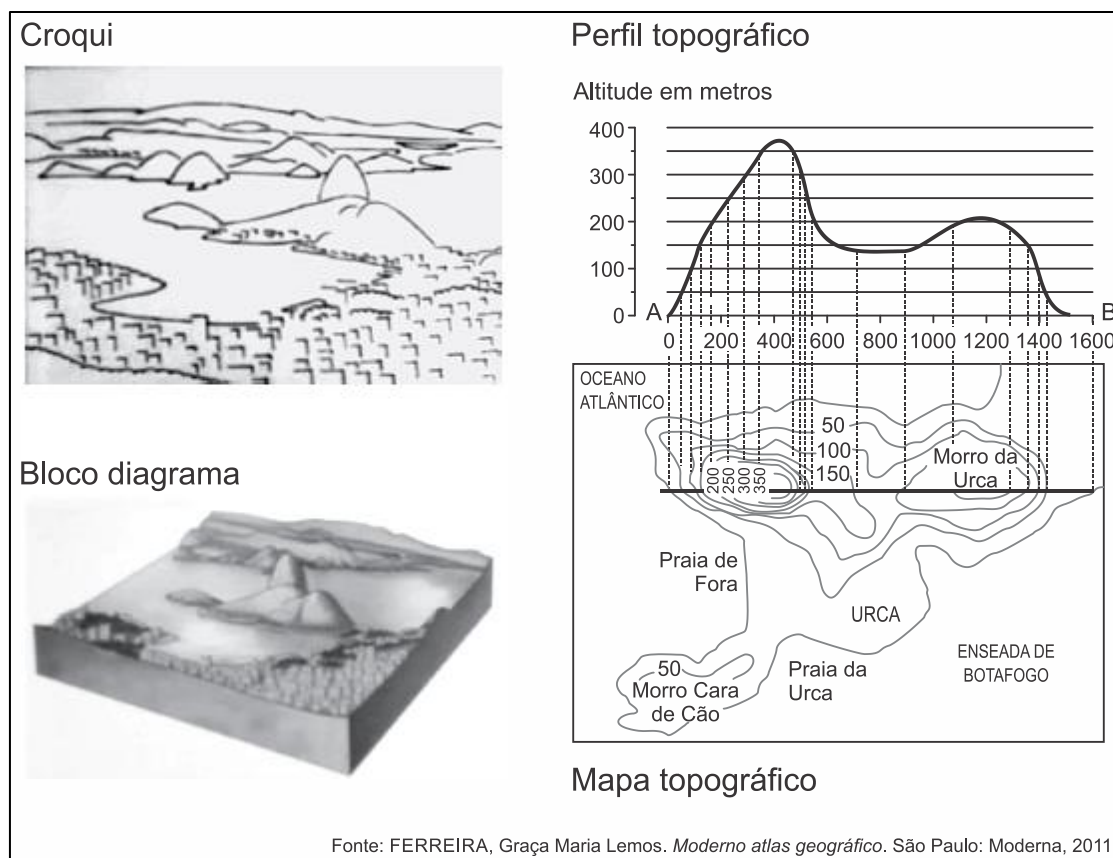 Croqui
Perfil topográfico
Altitude em metros
400
300
200
100
0
A
B
0 200 400 600 800 1000 1200 1400 1600
OCEANO
ATLÂNTICO
50
100
150
200
250
300
350
Morro da
Urca
Praia de
Fora
URCA
ENSEADA DE
BOTAFOGO
50
Morro Cara
de Cão
Praia da
Urca
Mapa topográfico
Bloco diagrama
Fonte: FERREIRA, Graça Maria Lemos. Moderno atlas geográfico. São Paulo: Moderna, 2011